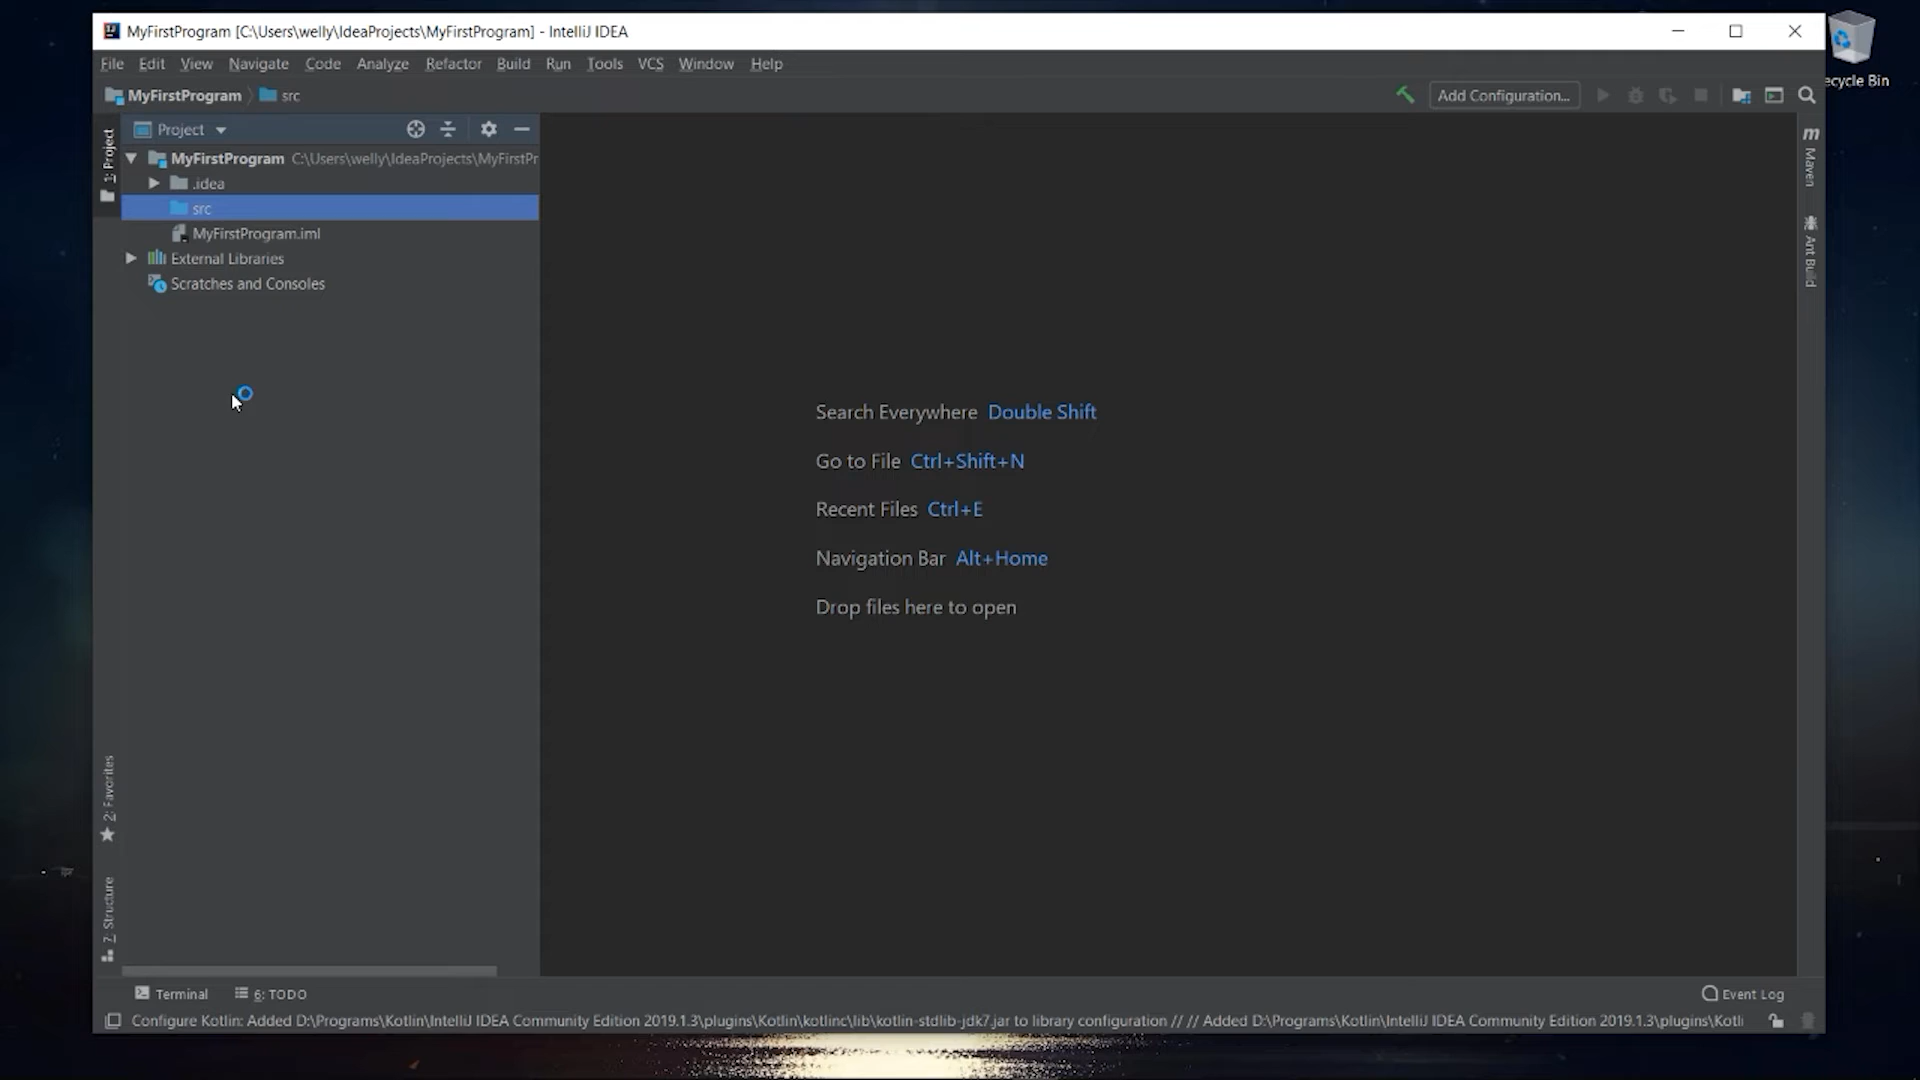 MyFirstProgram [C:\Users\welly\IdeaProjects\MyFirstProgram] - IntelliJ IDEA
File Edit View Navigate Code Analyze Refactor Build Run Tools VCS Window Help
ecycle Bin
MyFirstProgram src
Add Configuration...
1: Project
Project
MyFirstProgram C:\Users\welly\IdeaProjects\MyFirstPr
.idea
src
MyFirstProgram.iml
External Libraries
Scratches and Consoles
m Maven
Ant Build
Search Everywhere Double Shift
Go to File Ctrl+Shift+N
Recent Files Ctrl+E
Navigation Bar Alt+Home
Drop files here to open
2: Favorites
7: Structure
Terminal
6: TODO
Event Log
Configure Kotlin: Added D:\Programs\Kotlin\IntelliJ IDEA Community Edition 2019.1.3\plugins\Kotlin\kotlinc\lib\kotlin-stdlib-jdk7.jar to library configuration // // Added D:\Programs\Kotlin\IntelliJ IDEA Community Edition 2019.1.3\plugins\Kotli